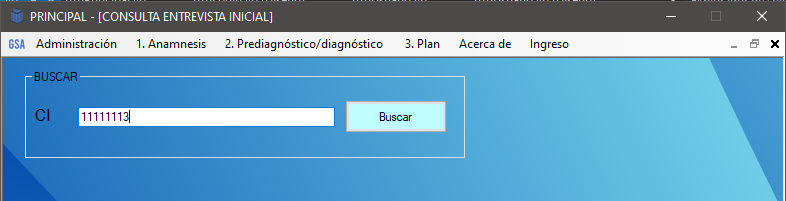 PRINCIPAL - [CONSULTA ENTREVISTA INICIAL]
GSA Administración 1. Anamnesis 2. Prediagnóstico/diagnóstico 3. Plan Acerca de Ingreso
BUSCAR
CI 11111113 Buscar